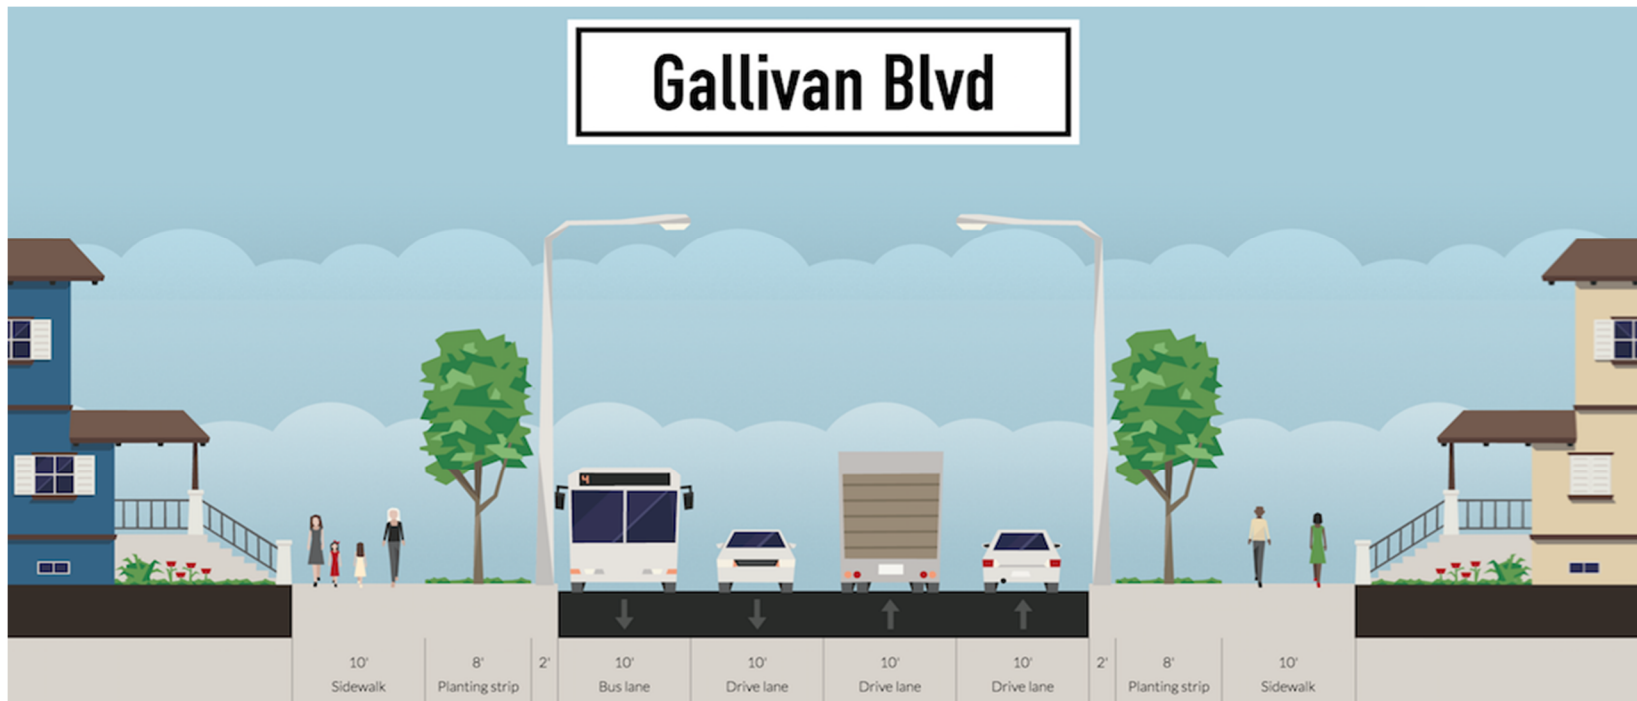 Gallivan Blvd
4
10' 8' 2' 10' 10' 10' 10' 2' 8' 10'
Sidewalk Planting strip Bus lane Drive lane Drive lane Drive lane Planting strip Sidewalk